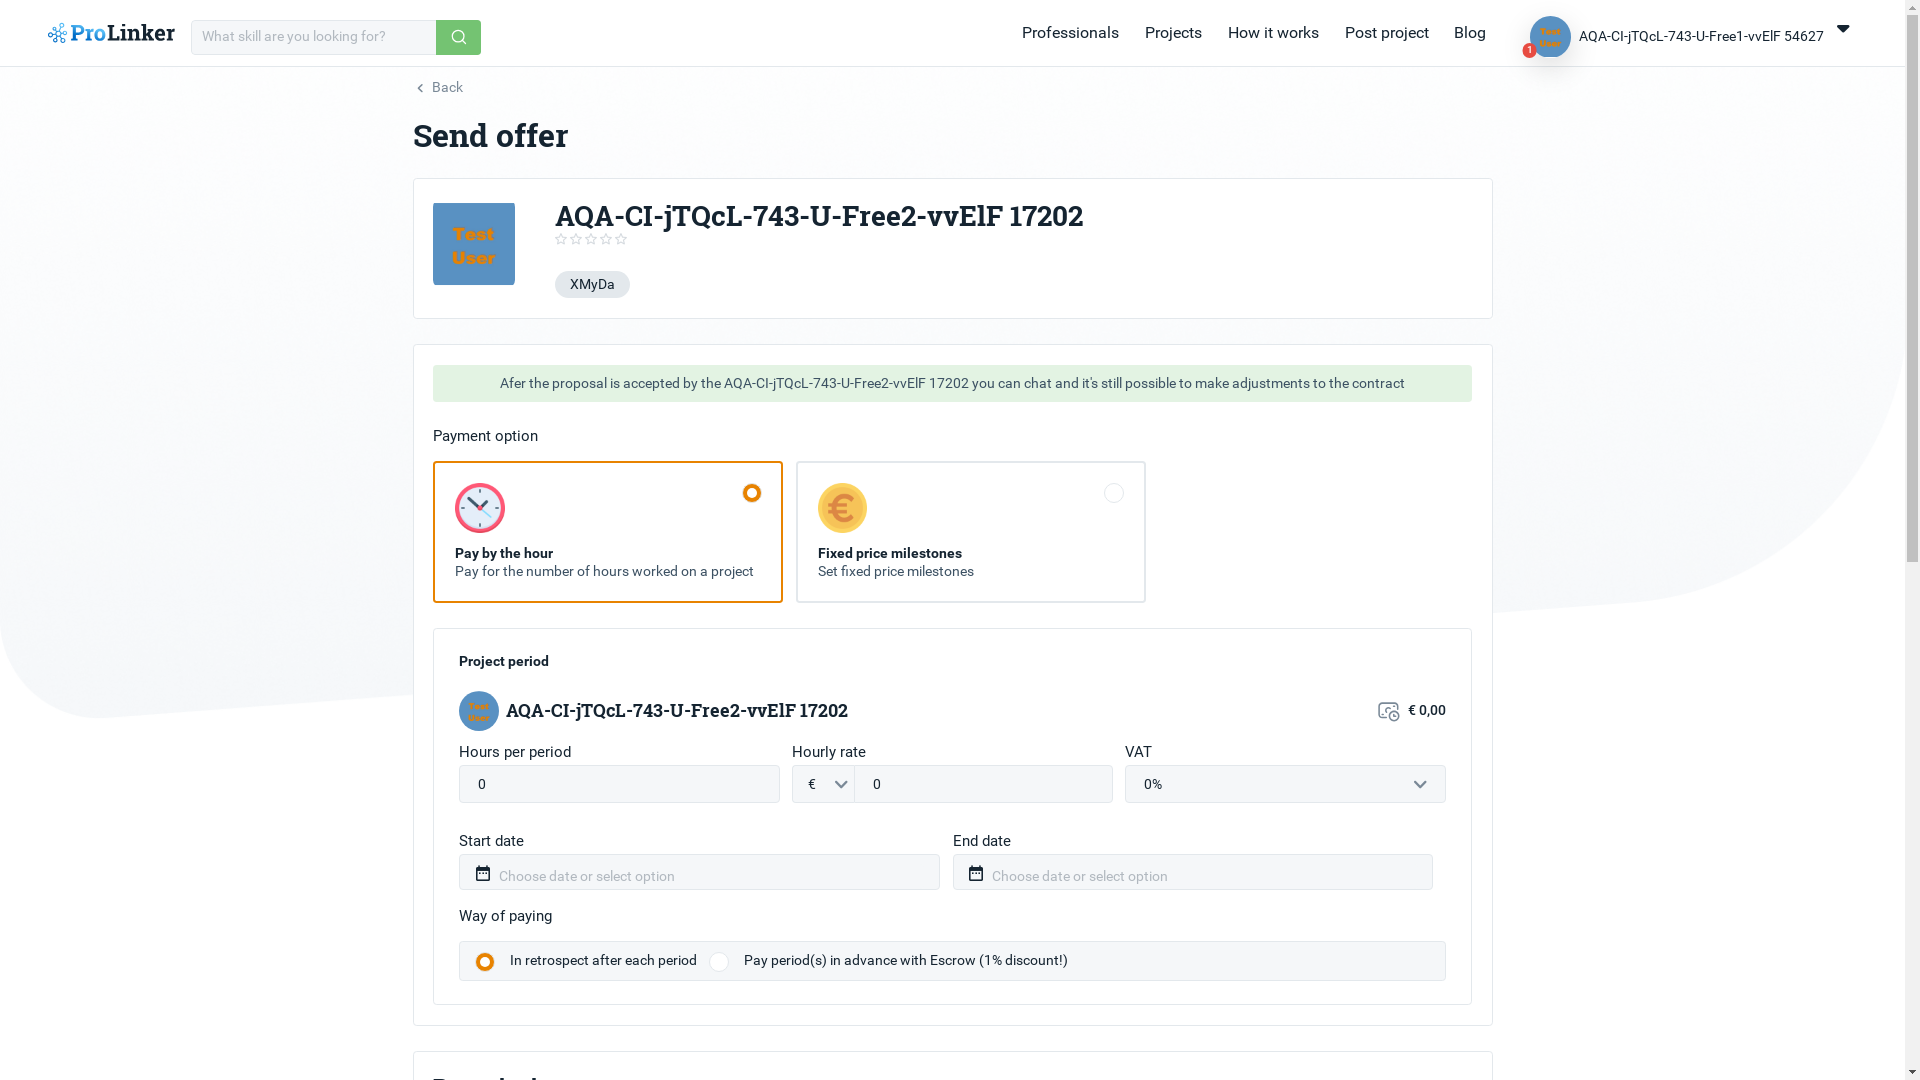 ProLinker
What skill are you looking for?
Professionals
Projects
How it works
Post project
Blog
1
Test
User
AQA-CI-jTQcL-743-U-Free1-vvElF 54627
Back
Send offer
Test
User
AQA-CI-jTQcL-743-U-Free2-vvElF 17202
XMyDa
Afer the proposal is accepted by the AQA-CI-jTQcL-743-U-Free2-vvElF 17202 you can chat and it's still possible to make adjustments to the contract
Payment option
Pay by the hour
Pay for the number of hours worked on a project
Fixed price milestones
Set fixed price milestones
Project period
Test
User
AQA-CI-jTQcL-743-U-Free2-vvElF 17202
€ 0,00
Hours per period
Hourly rate
VAT
0
€
0
0%
Start date
End date
Choose date or select option
Choose date or select option
Way of paying
In retrospect after each period
Pay period(s) in advance with Escrow (1% discount!)